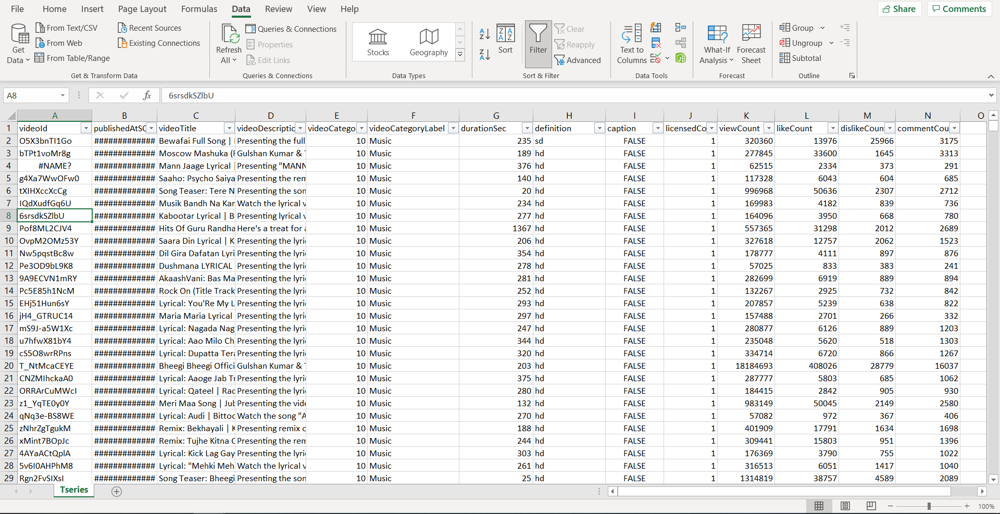 File Home Insert Page Layout Formulas Data Review View Help Share Comments
Get Data From Text/CSV From Web From Table/Range Recent Sources Existing Connections
Get & Transform Data
Refresh All Queries & Connections Properties Edit Links
Queries & Connections
Stocks Geography
Data Types
Sort Filter Clear Reapply Advanced
Sort & Filter
Text to Columns
Data Tools
What-If Analysis Forecast Sheet
Forecast
Group Ungroup Subtotal
Outline
A8 fx 6srsdkSZlbU
A B C D E F G H I J K L M N O
1 videoId publishedAtSC videoTitle videoDescriptic videoCatego videoCategoryLabel durationSec definition caption licensedCo viewCount likeCount dislikeCoun commentCou
2 O5X3bnTI1Go ############# Bewafai Full Song | Presenting the full 10 Music 235 sd FALSE 1 320360 13976 25966 3175
3 bTPt1voMr8g ############# Moscow Mashuka (F Gulshan Kumar & T 10 Music 189 hd FALSE 1 277845 33600 1645 3313
4 #NAME? ############# Mann Jaage Lyrical | Presenting "MANN 10 Music 376 hd FALSE 1 62515 2334 373 291
5 g4Xa7WwOFw0 ############# Saaho: Psycho Saiya Presenting the rem 10 Music 140 hd FALSE 1 117328 6043 604 685
6 tXIHXccXcCg ############# Song Teaser: Tere N Presenting the son 10 Music 20 hd FALSE 1 996968 50636 2307 2712
7 IQdXudfGq6U ############# Musik Bandh Na Kar Watch the lyrical v 10 Music 234 hd FALSE 1 169983 4182 839 736
8 6srsdkSZlbU ############# Kabootar Lyrical | B Presenting lyrical v 10 Music 277 hd FALSE 1 164096 3950 668 780
9 Pof8ML2CJV4 ############# Hits Of Guru Randha Here's a treat for a 10 Music 1367 hd FALSE 1 557365 31298 2012 2689
10 OvpM2OMz53Y ############# Saara Din Lyrical | K Presenting the lyri 10 Music 206 hd FALSE 1 327618 12757 2062 1523
11 Nw5pqstBc8w ############# Dil Gira Dafatan Lyri Presenting the lyri 10 Music 354 hd FALSE 1 178777 4111 897 876
12 Pe3OD9bL9K8 ############# Dushmana LYRICAL Presenting the lyri 10 Music 278 hd FALSE 1 57025 833 383 241
13 9A9ECVN1mRY ############# AkaashVani: Bas Ma Presenting the lyri 10 Music 281 hd FALSE 1 282699 6919 889 894
14 Pc5E85h1NcM ############# Rock On (Title Track Presenting the lyri 10 Music 252 hd FALSE 1 132267 2925 732 842
15 EHj51Hun6sY ############# Lyrical: You'Re My L Presenting the lyri 10 Music 293 hd FALSE 1 207857 5239 638 822
16 jH4_GTRUC14 ############# Maria Maria Lyrical Presenting the lyri 10 Music 297 hd FALSE 1 157488 2701 266 332
17 mS9J-a5W1Xc ############# Lyrical: Nagada Nag Presenting the lyri 10 Music 247 hd FALSE 1 280877 6126 889 1203
18 u7hfwX81bY4 ############# Lyrical: Aao Milo Ch Presenting the lyri 10 Music 344 hd FALSE 1 235048 5620 518 1303
19 cS5O8wrRPns ############# Lyrical: Dupatta Tera Presenting the lyri 10 Music 320 hd FALSE 1 334714 6720 866 1267
20 T_NtMcaCEYE ############# Bheegi Bheegi Offici Gulshan Kumar & T 10 Music 203 hd FALSE 1 18184693 408026 28779 16037
21 CNZMIhckaA0 ############# Lyrical: Aaoge Jab Tu Presenting the lyri 10 Music 375 hd FALSE 1 287777 5803 685 1062
22 ORRArCuMWcI ############# Lyrical: Qateel | Rad Presenting the lyri 10 Music 280 hd FALSE 1 184415 2842 905 930
23 z1_YqTE0y0Y ############# Meri Maa Song | Jub Presenting the vide 10 Music 132 hd FALSE 1 983149 50045 2149 2580
24 qNq3e-BS8WE ############# Lyrical: Audi | Bittoo Watch the song "A 10 Music 270 hd FALSE 1 57082 972 367 406
25 zNhrZgTgukM ############# Remix: Bekhayali | K Presenting remix o 10 Music 188 hd FALSE 1 401909 17791 1634 1698
26 xMint7BOpJc ############# Remix: Tujhe Kitna C Presenting the rem 10 Music 244 hd FALSE 1 309441 15803 951 1396
27 4AYaACtQplA ############# Lyrical: Kick Lag Gay Presenting the lyri 10 Music 303 hd FALSE 1 176369 3790 755 1022
28 5v6I0AHPhM8 ############# Lyrical: "Mehki Meh Watch the lyrical v 10 Music 261 hd FALSE 1 316513 6051 1417 1040
29 Rgn2FvSIXsI ############# Song Teaser: Bheegi Presenting the son 10 Music 25 hd FALSE 1 1314819 38757 4589 2089
Tseries
100%